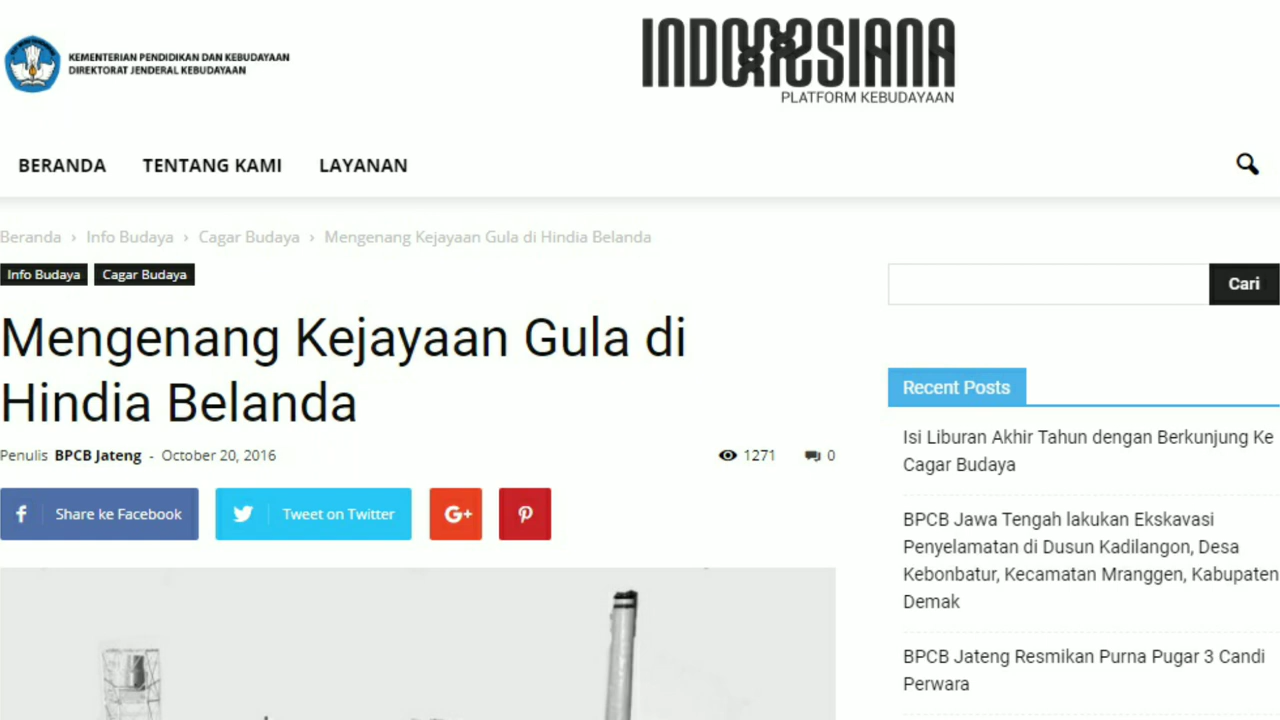 KEMENTERIAN PENDIDIKAN DAN KEBUDAYAAN
DIREKTORAT JENDERAL KEBUDAYAAN
INDONESIANA
PLATFORM KEBUDAYAAN
BERANDA TENTANG KAMI LAYANAN
Beranda › Info Budaya › Cagar Budaya › Mengenang Kejayaan Gula di Hindia Belanda
Info Budaya Cagar Budaya
Mengenang Kejayaan Gula di
Hindia Belanda
Penulis BPCB Jateng - October 20, 2016 1271 0
Share ke Facebook Tweet on Twitter G+
Cari
Recent Posts
Isi Liburan Akhir Tahun dengan Berkunjung Ke
Cagar Budaya
BPCB Jawa Tengah lakukan Ekskavasi
Penyelamatan di Dusun Kadilangon, Desa
Kebonbatur, Kecamatan Mranggen, Kabupaten
Demak
BPCB Jateng Resmikan Purna Pugar 3 Candi
Perwara